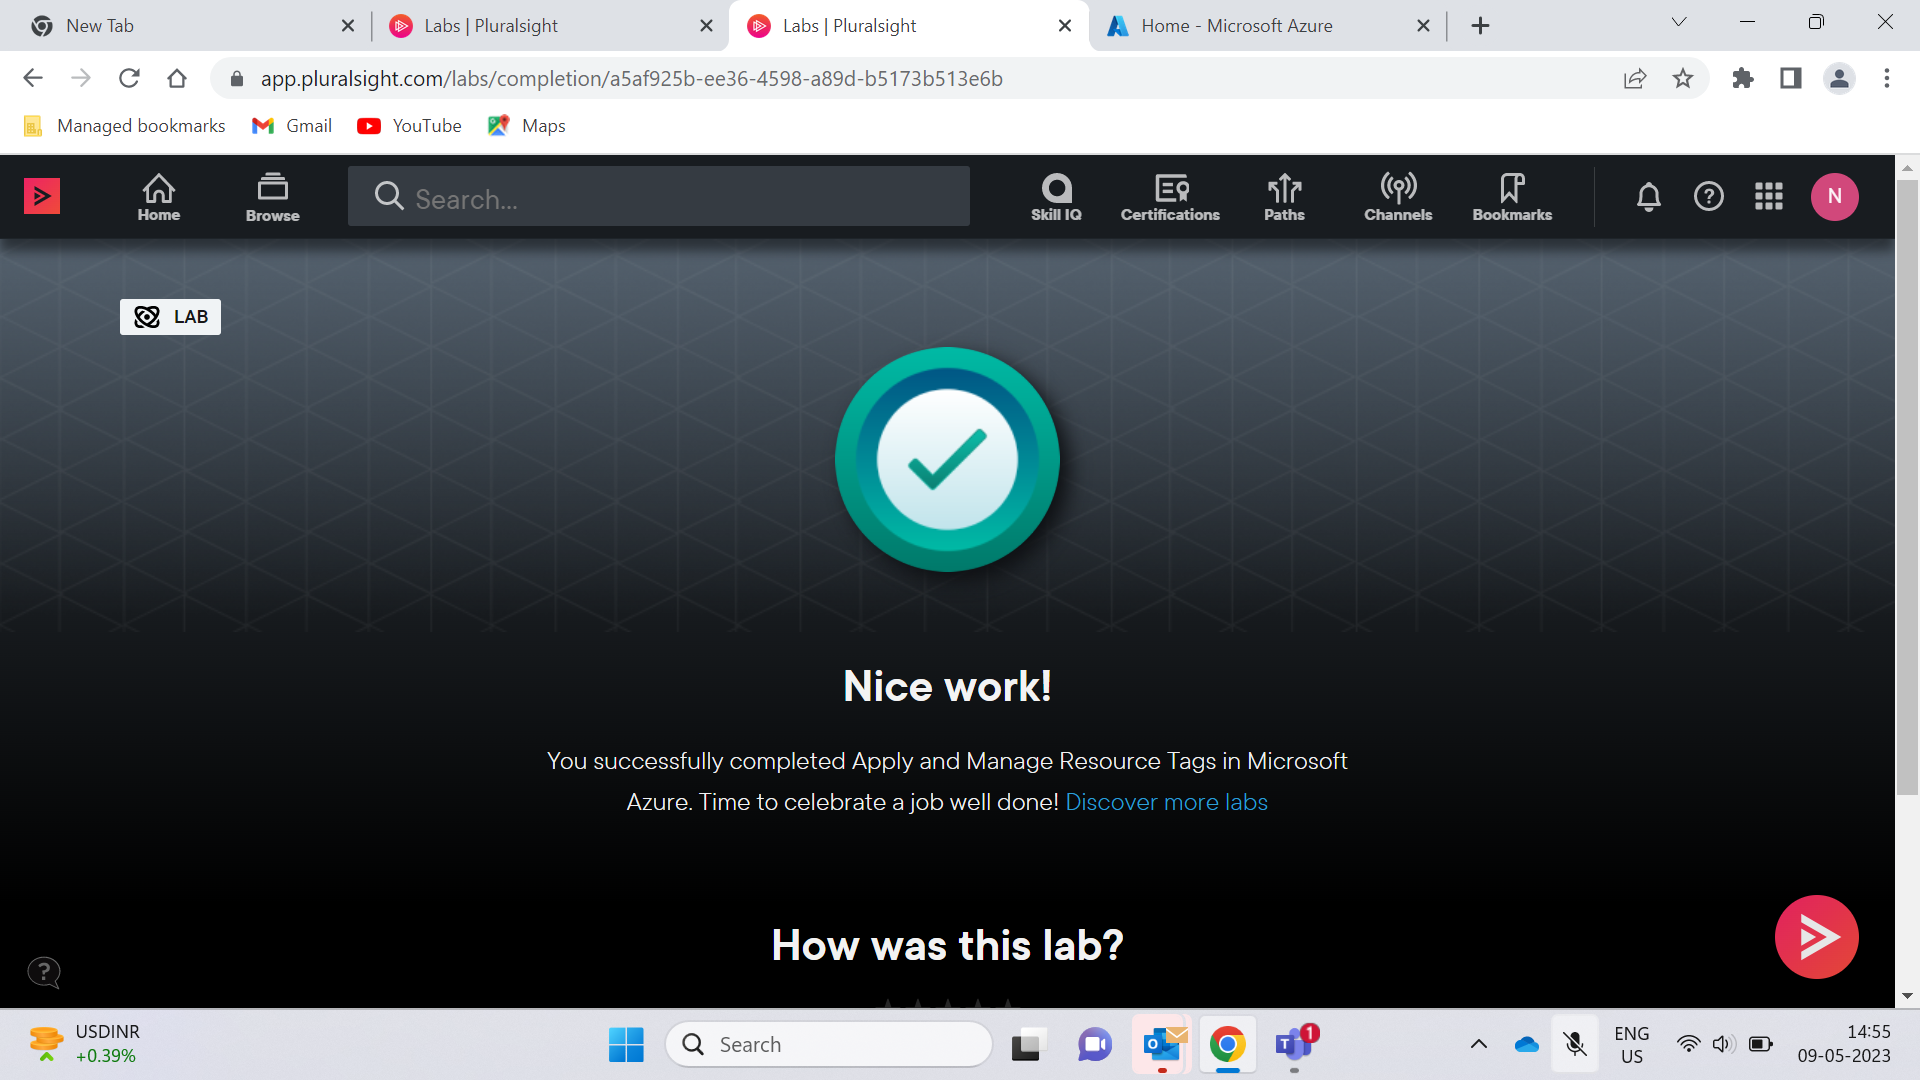 New Tab
Labs | Pluralsight
Labs | Pluralsight
Home - Microsoft Azure
app.pluralsight.com/labs/completion/a5af925b-ee36-4598-a89d-b5173b513e6b
Managed bookmarks
Gmail
YouTube
Maps
Home
Browse
Search...
Skill IQ
Certifications
Paths
Channels
Bookmarks
N
LAB
Nice work!
You successfully completed Apply and Manage Resource Tags in Microsoft
Azure. Time to celebrate a job well done! Discover more labs
How was this lab?
USDINR
+0.39%
Search
1
ENG
US
14:55
09-05-2023